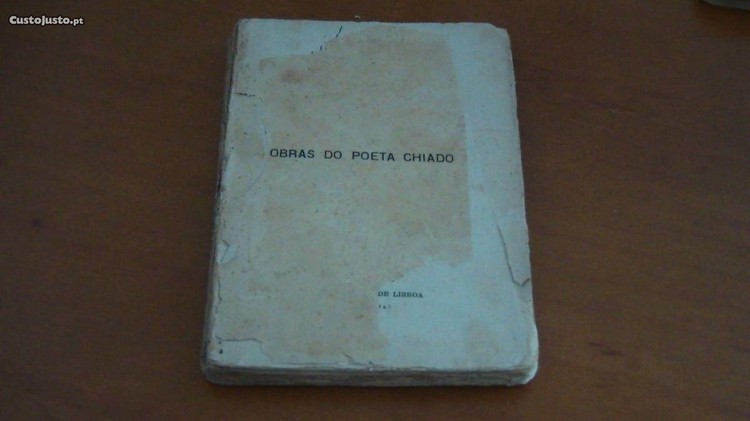 CustoJusto.pt
OBRAS DO POETA CHIADO
DE LISBOA